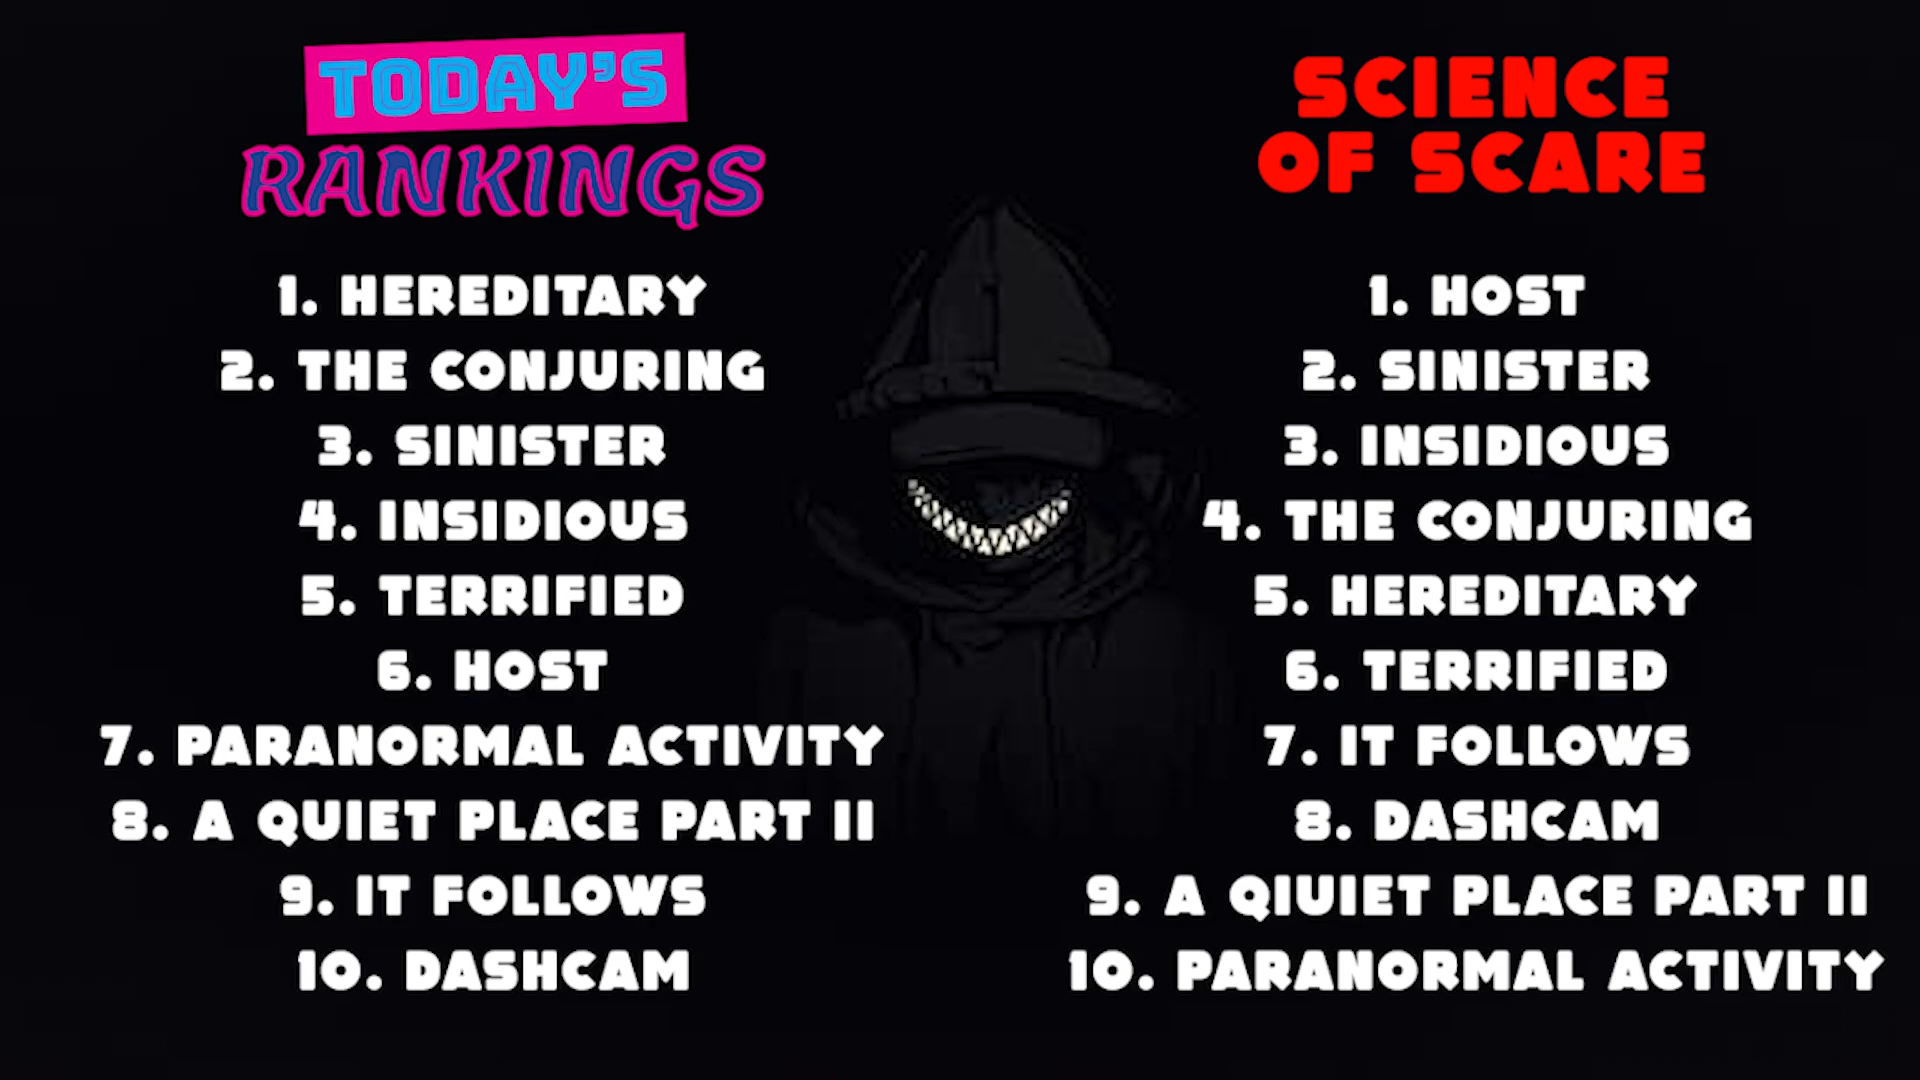 TODAY'S
RANKINGS
1. HEREDITARY
2. THE CONJURING
3. SINISTER
4. INSIDIOUS
5. TERRIFIED
6. HOST
7. PARANORMAL ACTIVITY
8. A QUIET PLACE PART II
9. IT FOLLOWS
10. DASHCAM
SCIENCE
OF SCARE
1. HOST
2. SINISTER
3. INSIDIOUS
4. THE CONJURING
5. HEREDITARY
6. TERRIFIED
7. IT FOLLOWS
8. DASHCAM
9. A QIUIET PLACE PART II
10. PARANORMAL ACTIVITY